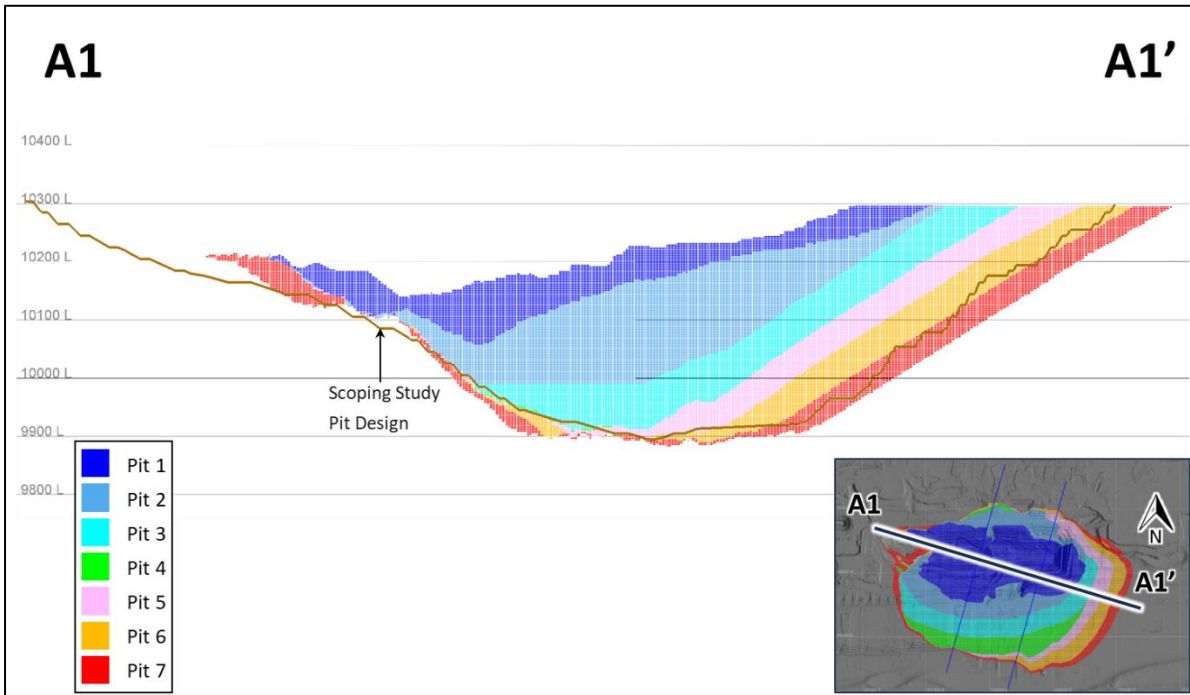 A1
A1’
10400 L
10300 L
10200 L
10100 L
10000 L
9900 L
9800 L
Scoping Study
Pit Design
Pit 1
Pit 2
Pit 3
Pit 4
Pit 5
Pit 6
Pit 7
A1
N
A1’